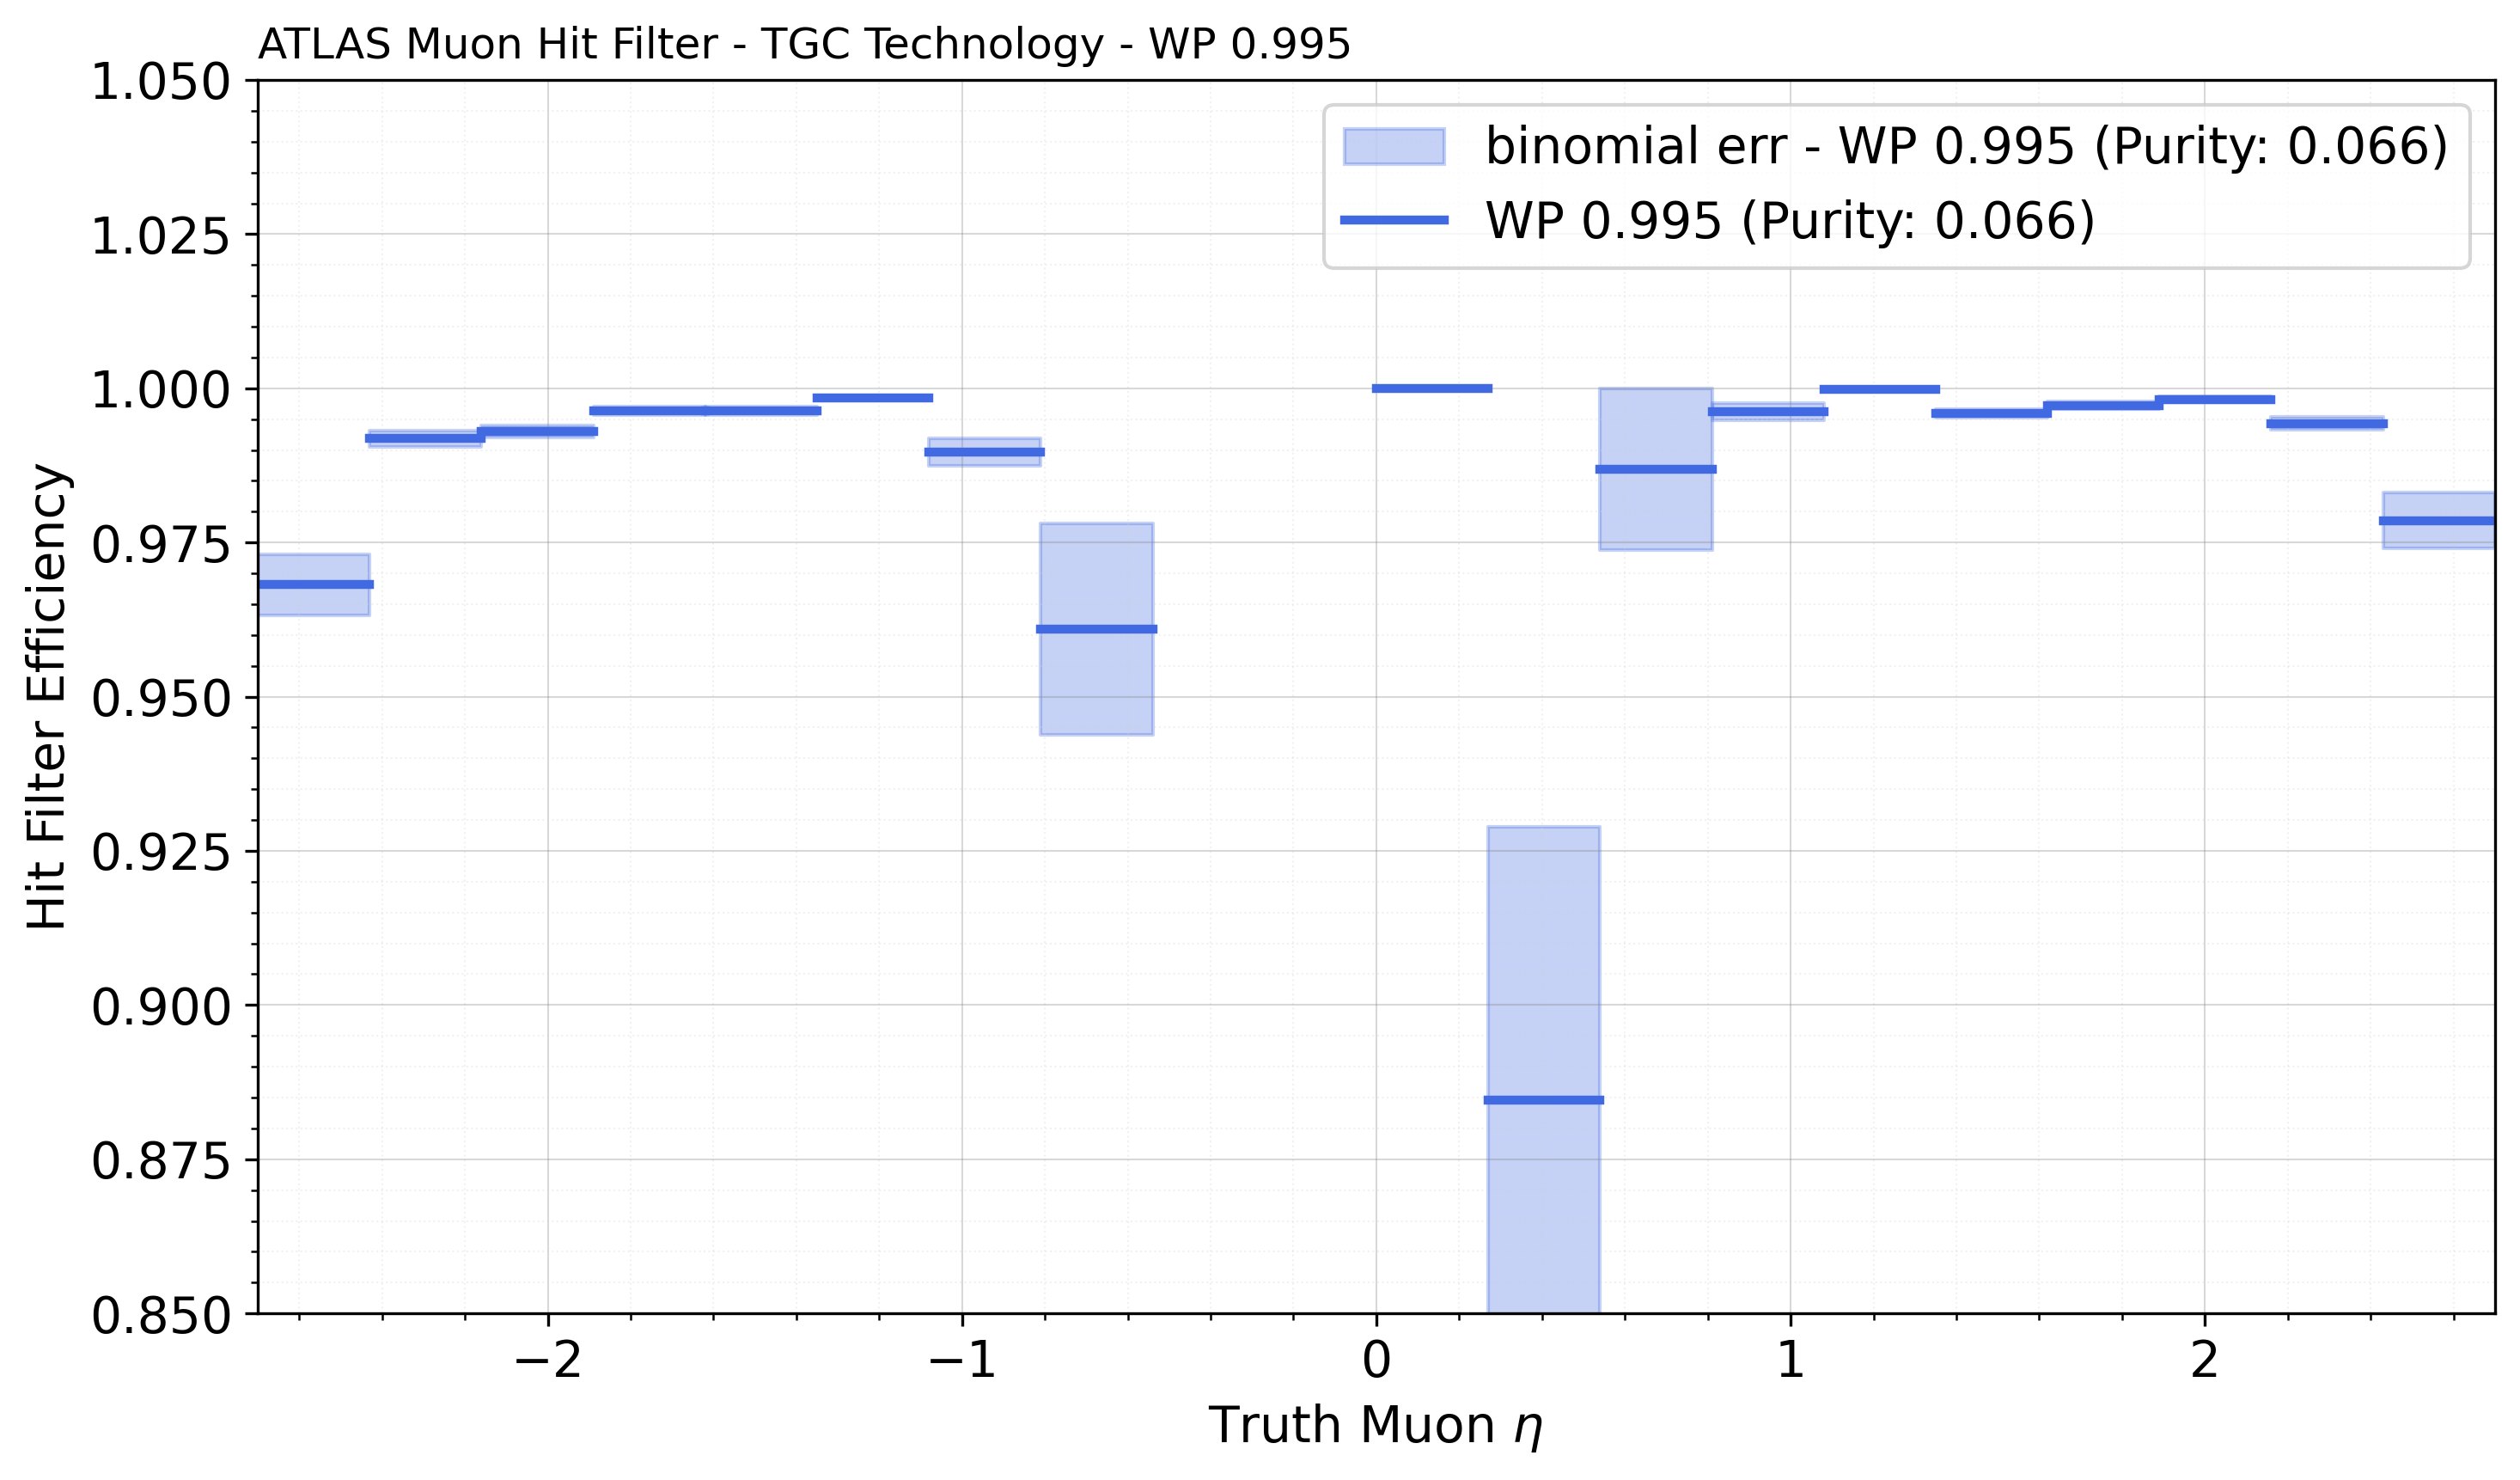 ATLAS Muon Hit Filter - TGC Technology - WP 0.995
1.050
1.025
1.000
0.975
0.950
0.925
0.900
0.875
0.850
Hit Filter Efficiency
binomial err - WP 0.995 (Purity: 0.066)
WP 0.995 (Purity: 0.066)
−2 −1 0 1 2
Truth Muon η